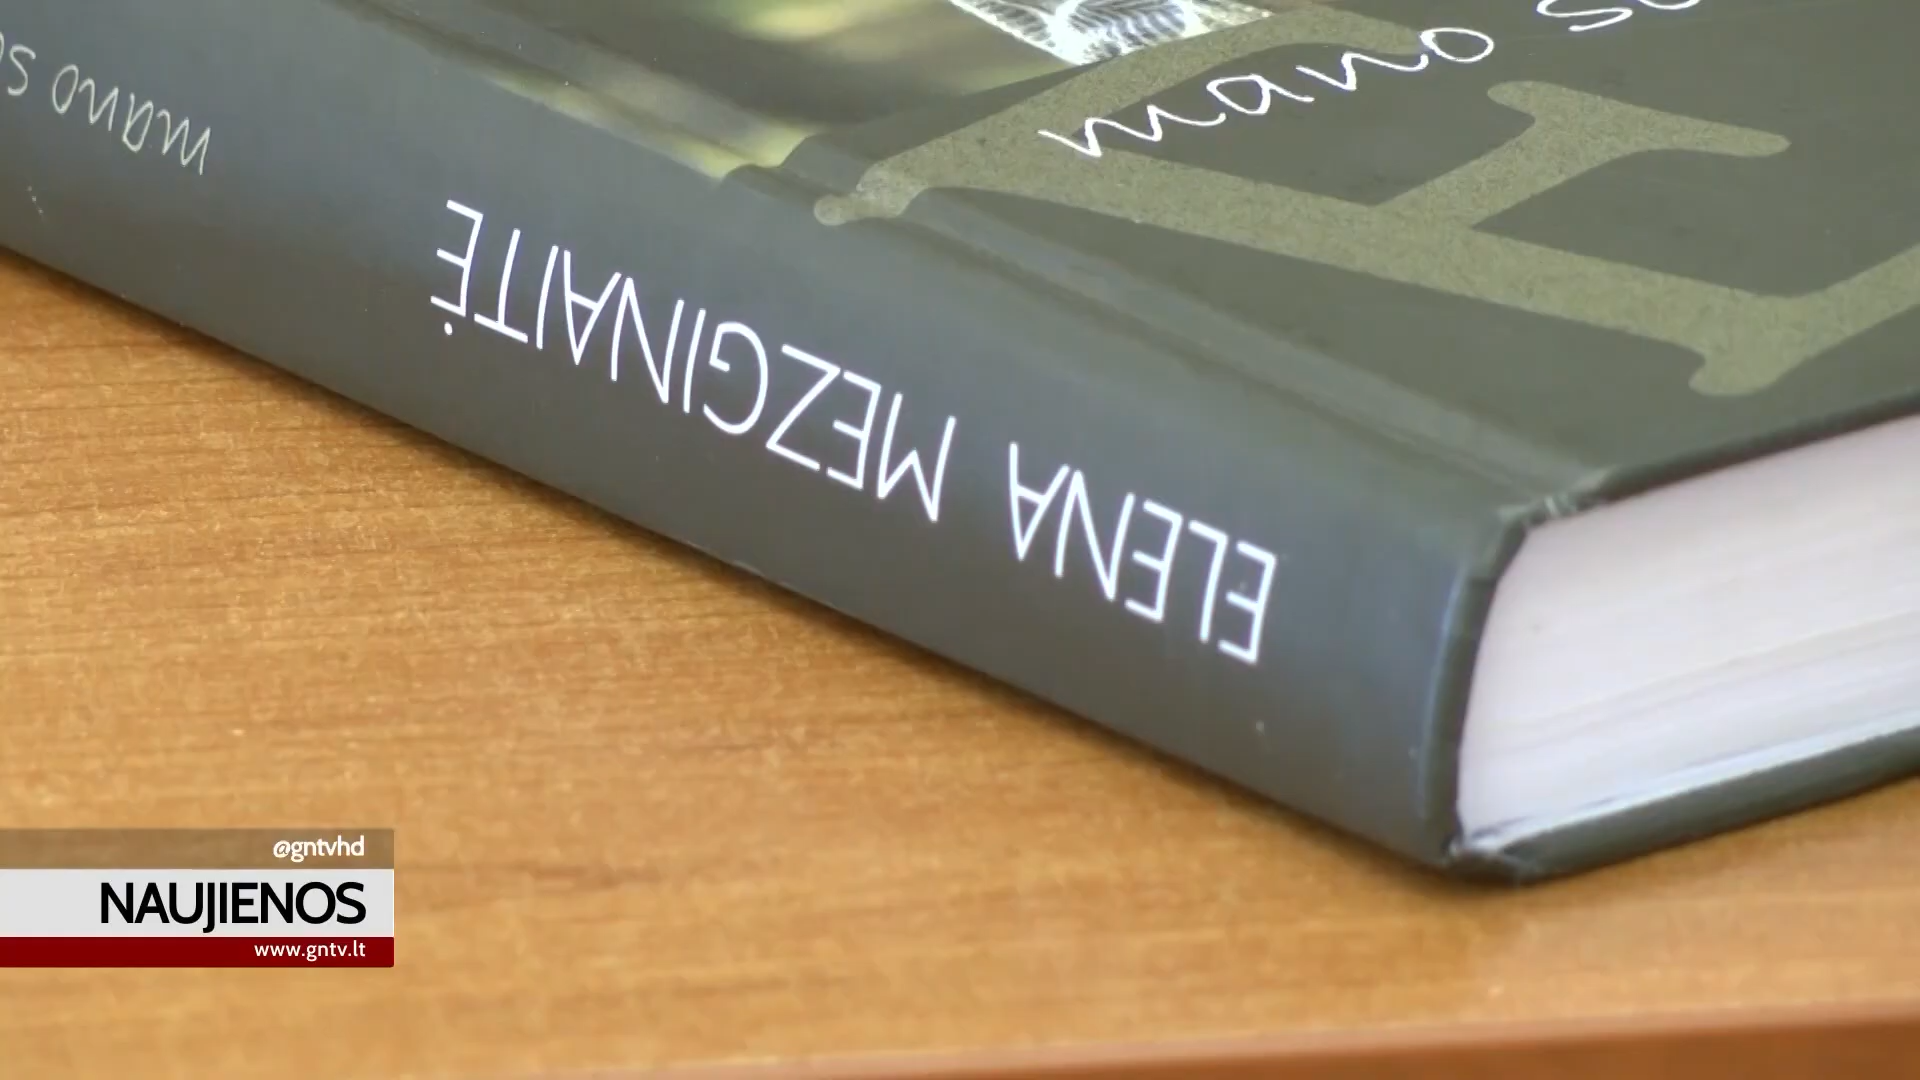 mano
mano
ELENA MEZGINAITĖ
@gntvhd
NAUJIENOS
www.gntv.lt